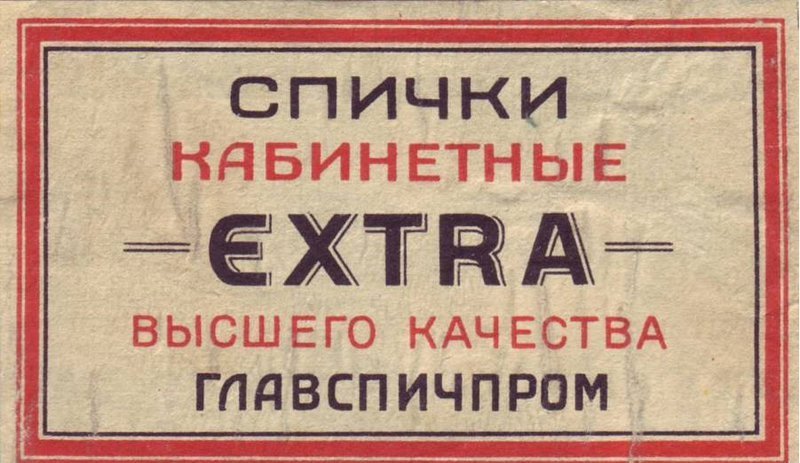 СПИЧКИ
КАБИНЕТНЫЕ
EXTRA
ВЫСШЕГО КАЧЕСТВА
ГЛАВСПИЧПРОМ